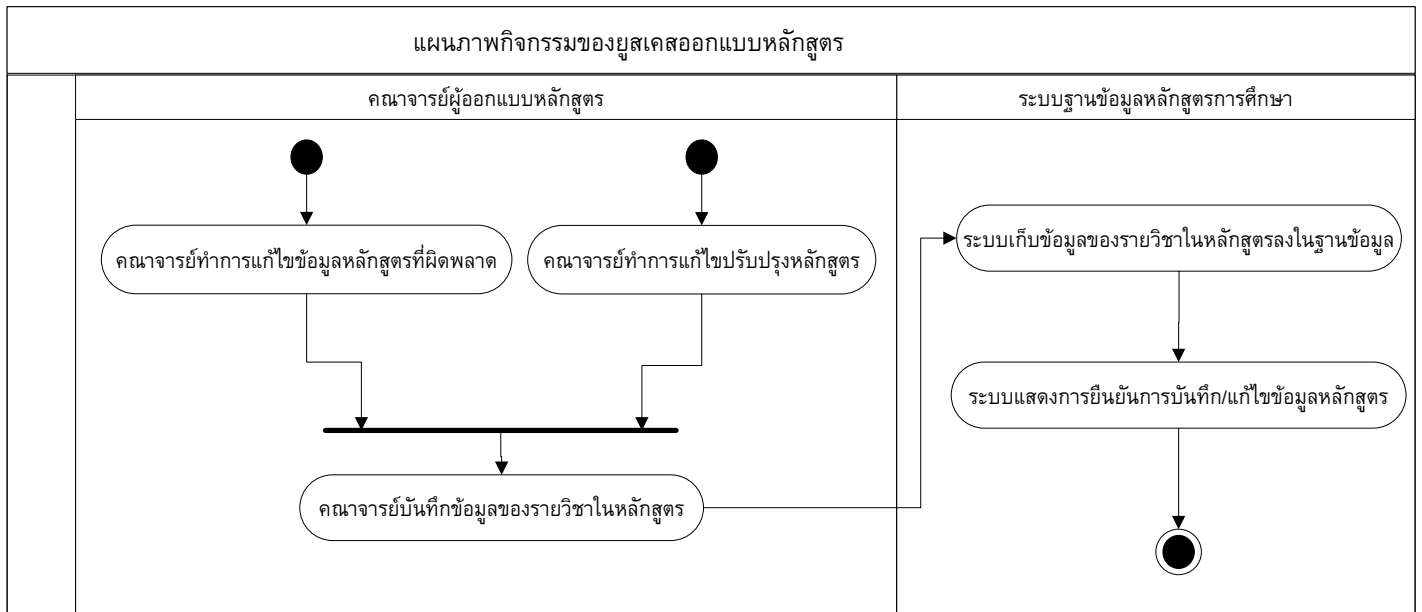 แผนภาพกิจกรรมของยูสเคสออกแบบหลักสูตร
คณาจารย์ผู้ออกแบบหลักสูตร
ระบบฐานข้อมูลหลักสูตรการศึกษา
คณาจารย์ทำการแก้ไขข้อมูลหลักสูตรที่ผิดพลาด
คณาจารย์ทำการแก้ไขปรับปรุงหลักสูตร
ระบบเก็บข้อมูลของรายวิชาในหลักสูตรลงในฐานข้อมูล
ระบบแสดงการยืนยันการบันทึก/แก้ไขข้อมูลหลักสูตร
คณาจารย์บันทึกข้อมูลของรายวิชาในหลักสูตร